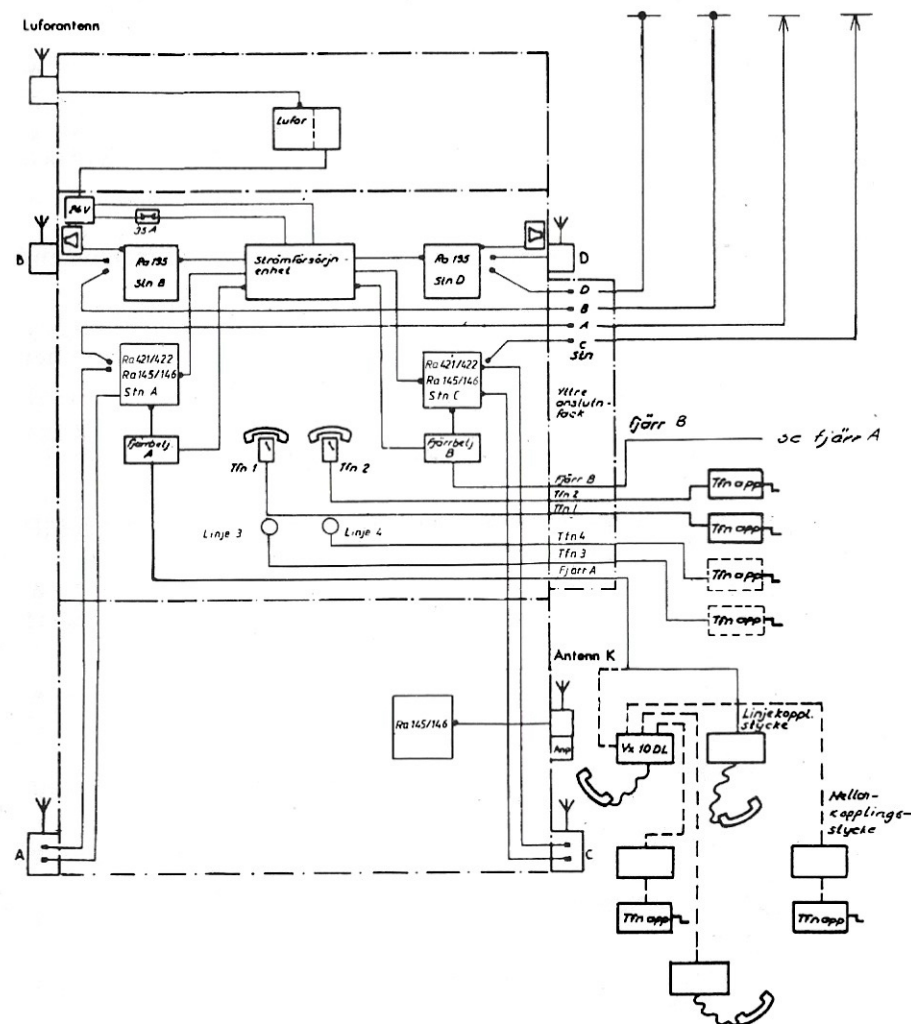 Luforantenn
Lufor
24V
35 A
B
D
Ra 195
Stn B
Strömförsörjn
enhet
Ra 195
Stn D
D
B
A
C
Stn
Ra 421/422
Ra 145/146
Stn A
Ra 421/422
Ra 145/146
Stn C
Yttre
anslutn-
fack
Fjärrbetj
A
Tfn 1
Tfn 2
Fjärrbetj
B
fjärr B
sc fjärr A
Fjärr B
Tfn 2
Tfn 1
Tfn app
Tfn app
Linje 3
Linje 4
Tfn 4
Tfn 3
Fjärr A
Tfn app
Tfn app
Antenn K
Ra 145/146
Anp
Vx 10 DL
Linjekoppl.
stycke
Mellan-
kopplings-
stycke
A
C
Tfn app
Tfn app